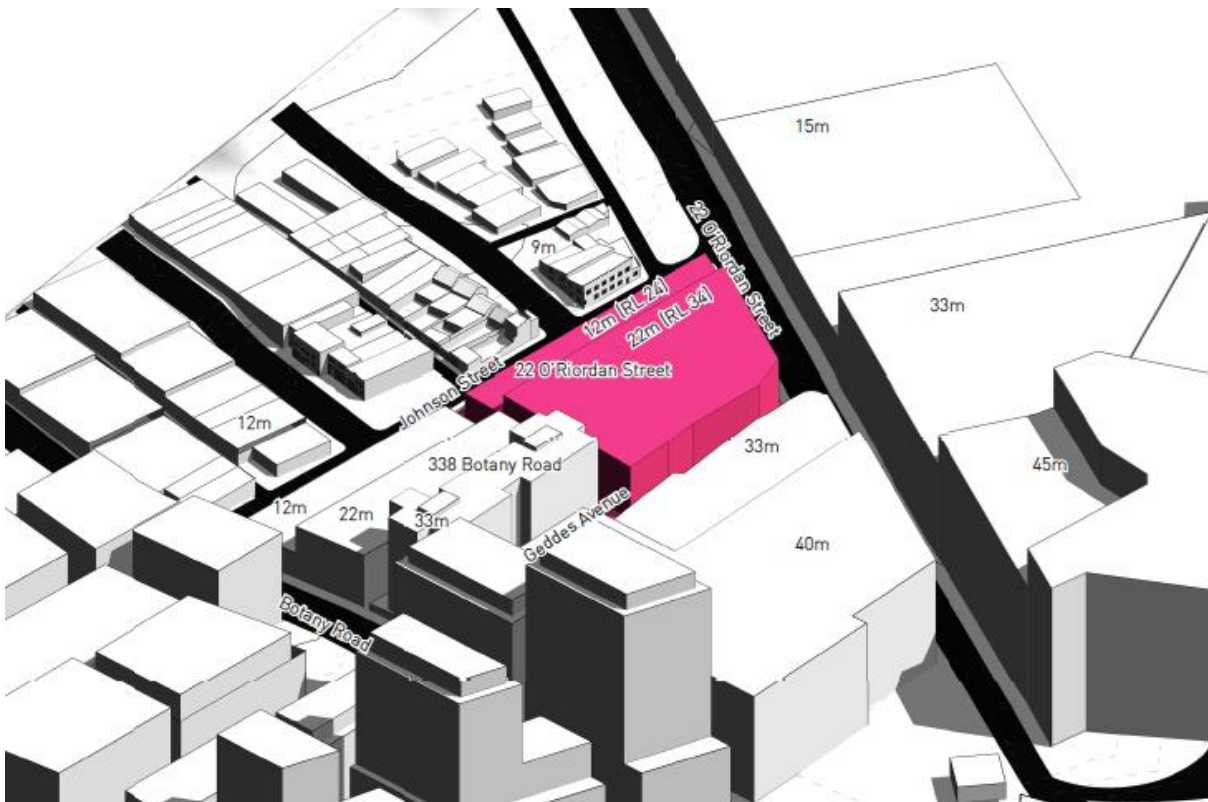 15m
22 O'Riordan Street
9m
33m
12m (RL 24)
22m (RL 34)
22 O'Riordan Street
Johnson Street
12m
33m
338 Botany Road
45m
12m
22m
33m
Geddes Avenue
40m
Botany Road